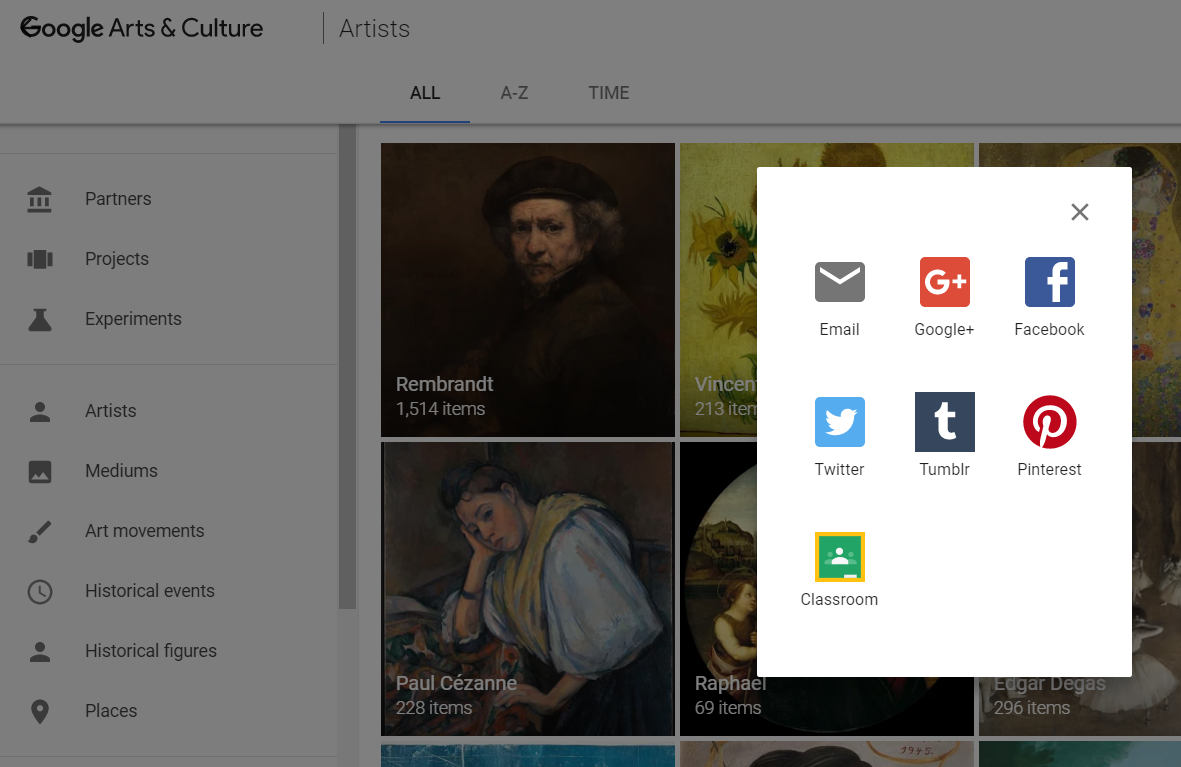 Google Arts & Culture
Artists
ALL
A-Z
TIME
Partners
Projects
Experiments
Artists
Mediums
Art movements
Historical events
Historical figures
Places
Rembrandt
1,514 items
Vincen
213 item
Paul Cézanne
228 items
Raphael
69 items
Edgar Degas
296 items
1945.
Email
Google+
Facebook
Twitter
Tumblr
Pinterest
Classroom